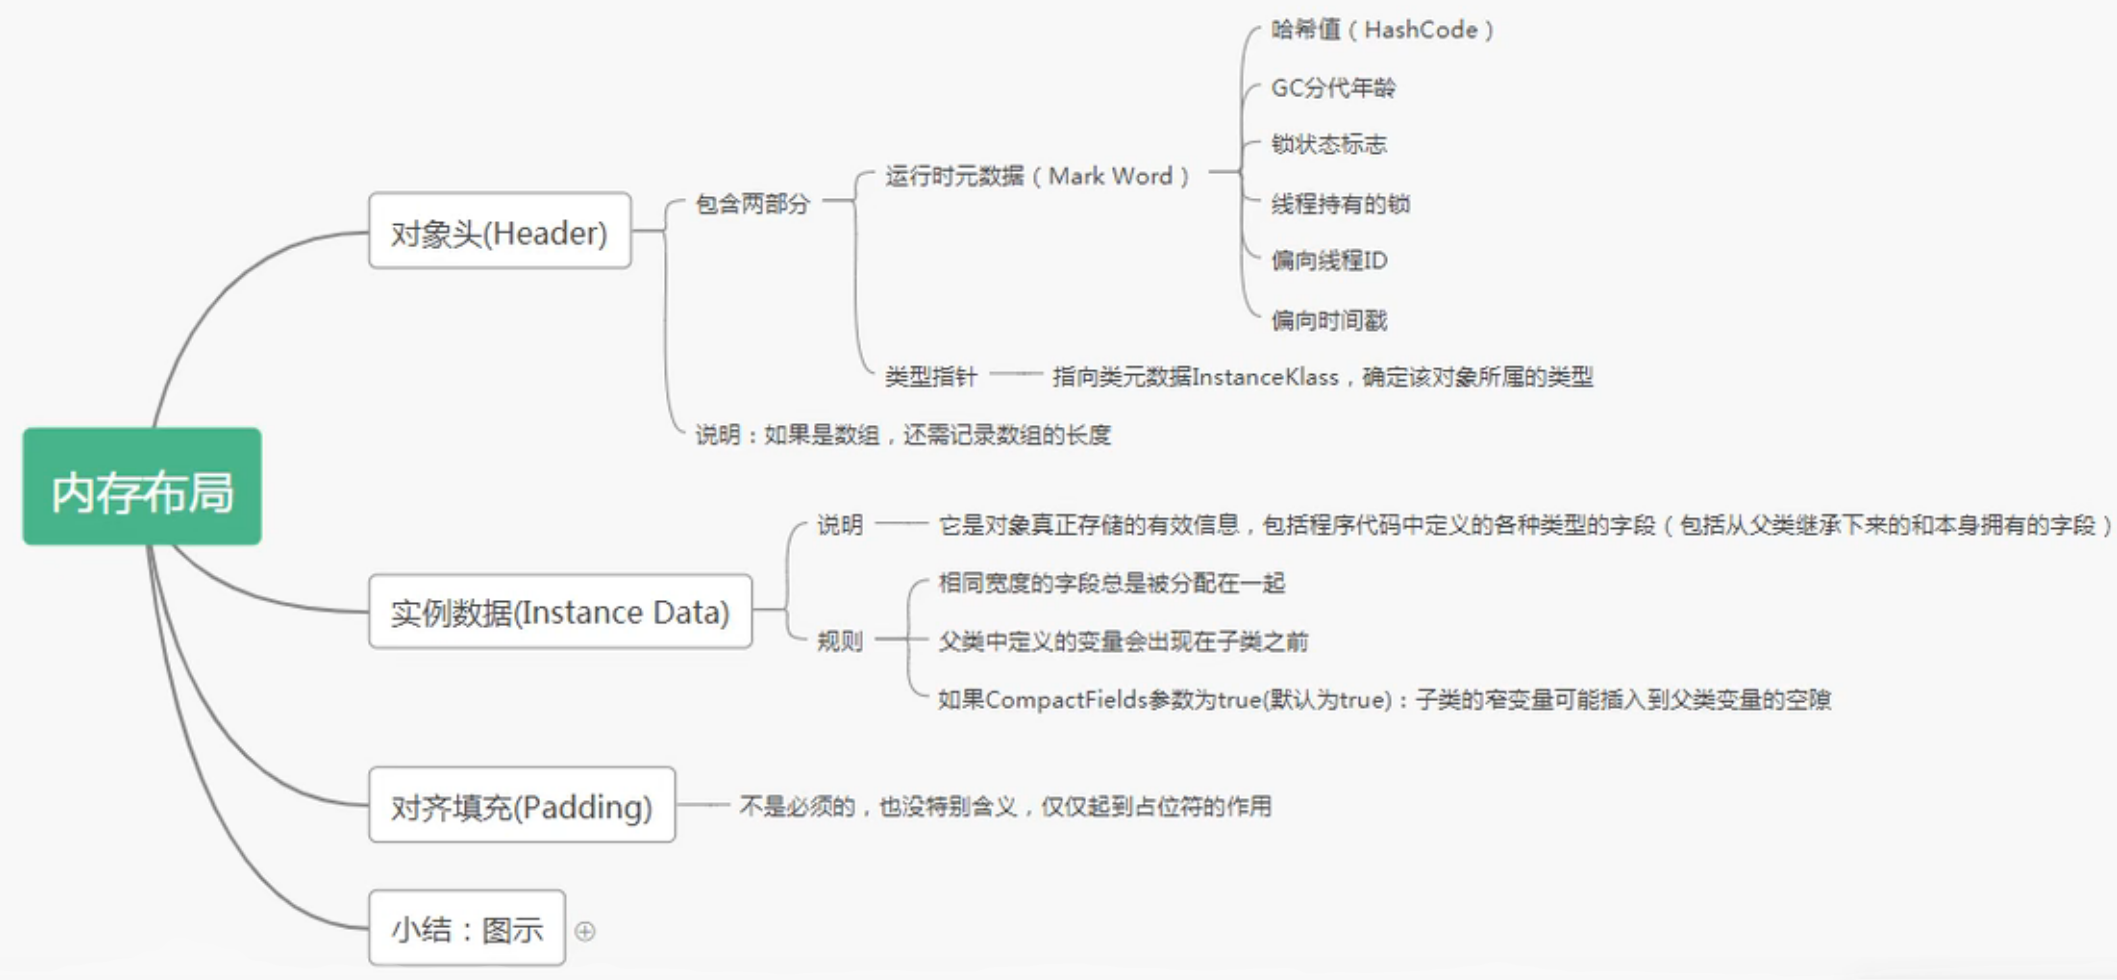 内存布局
对象头(Header)
包含两部分
运行时元数据（Mark Word）
哈希值（HashCode）
GC分代年龄
锁状态标志
线程持有的锁
偏向线程ID
偏向时间戳
类型指针
指向类元数据InstanceKlass，确定该对象所属的类型
说明：如果是数组，还需记录数组的长度
实例数据(Instance Data)
说明
它是对象真正存储的有效信息，包括程序代码中定义的各种类型的字段（包括从父类继承下来的和本身拥有的字段）
规则
相同宽度的字段总是被分配在一起
父类中定义的变量会出现在子类之前
如果CompactFields参数为true(默认为true)：子类的窄变量可能插入到父类变量的空隙
对齐填充(Padding)
不是必须的，也没特别含义，仅仅起到占位符的作用
小结：图示